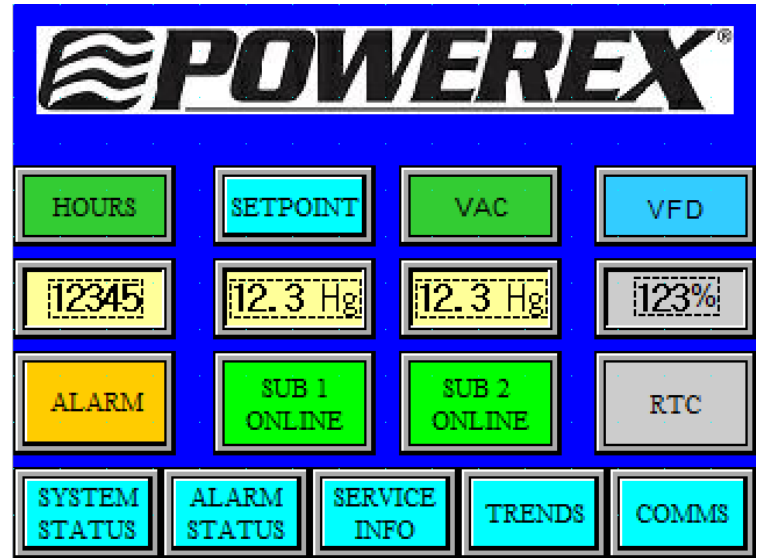 POWEREX®
HOURS SETPOINT VAC VFD
12345 12.3 Hg 12.3 Hg 123%
ALARM SUB 1 ONLINE SUB 2 ONLINE RTC
SYSTEM STATUS ALARM STATUS SERVICE INFO TRENDS COMMS